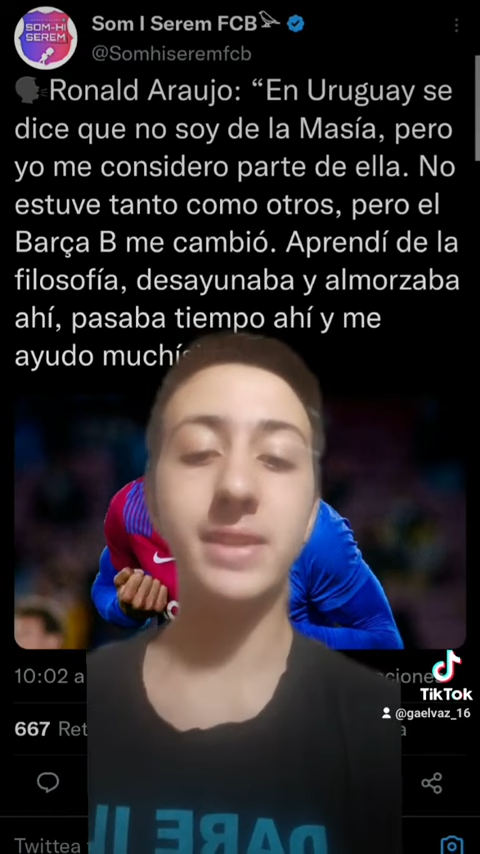 SOM-HI
SEREM
Som I Serem FCB
@Somhiseremfcb
Ronald Araujo: “En Uruguay se
dice que no soy de la Masía, pero
yo me considero parte de ella. No
estuve tanto como otros, pero el
Barça B me cambió. Aprendí de la
filosofía, desayunaba y almorzaba
ahí, pasaba tiempo ahí y me
ayudo
10:02 a
TikTok
@gaelvaz_16
667
DARE